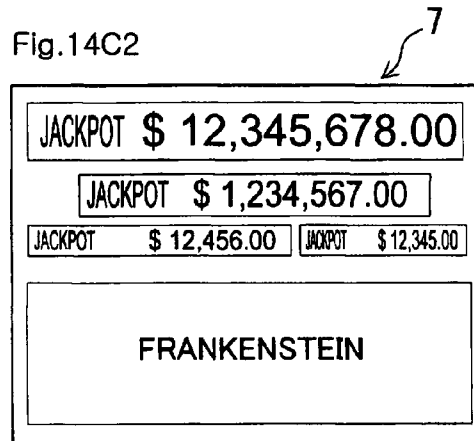 Fig.14C2
7
JACKPOT $ 12,345,678.00
JACKPOT $ 1,234,567.00
JACKPOT $ 12,456.00 JACKPOT $ 12,345.00
FRANKENSTEIN